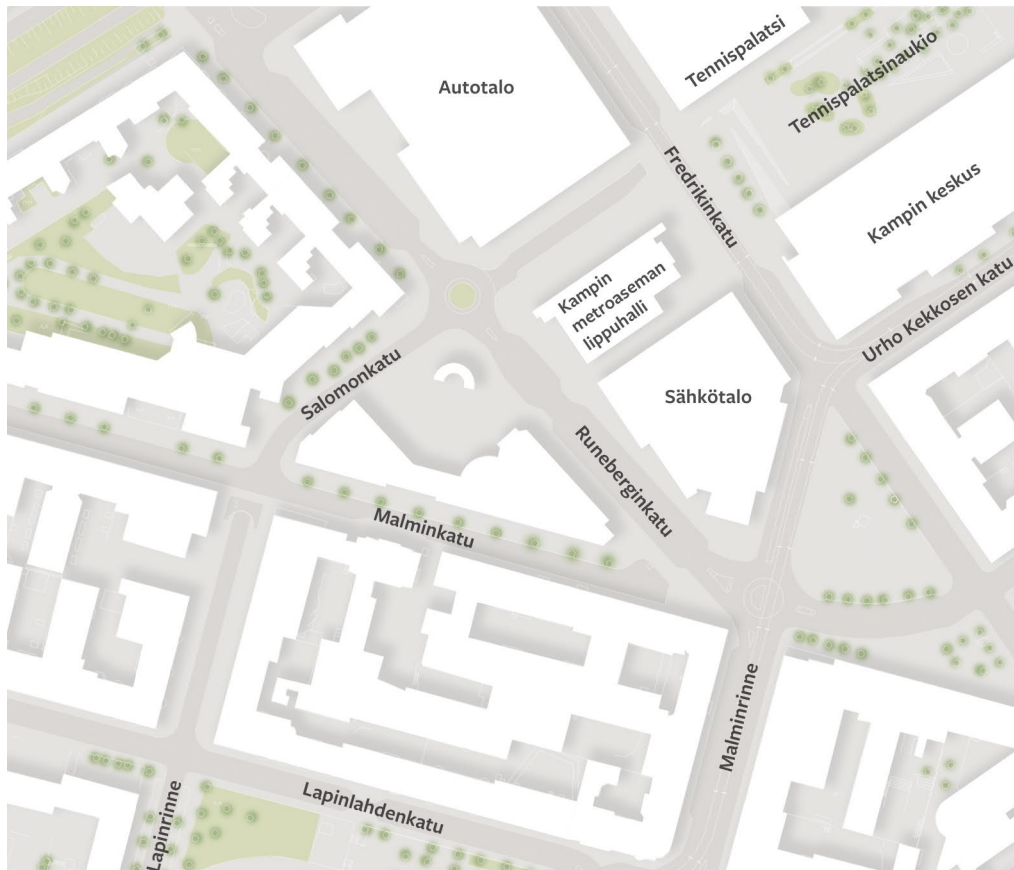 Tennispalatsi
Tennispalatsinaukio
Autotalo
Fredrikinkatu
Kampin keskus
Kampin
metroaseman
lippuhalli
Urho Kekkosen katu
Salomonkatu
Sähkötalo
Runeberginkatu
Malminkatu
Malminrinne
Lapinlahdenkatu
Lapinrinne